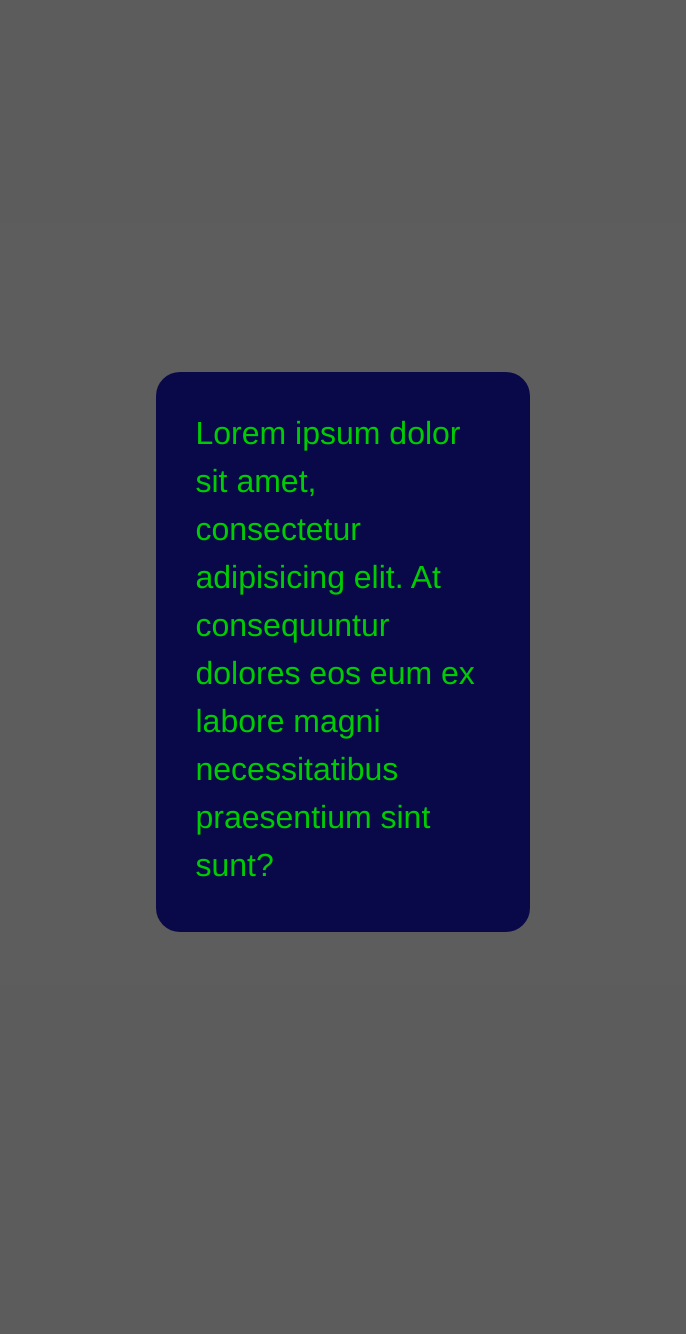 Lorem ipsum dolor
sit amet,
consectetur
adipisicing elit. At
consequuntur
dolores eos eum ex
labore magni
necessitatibus
praesentium sint
sunt?